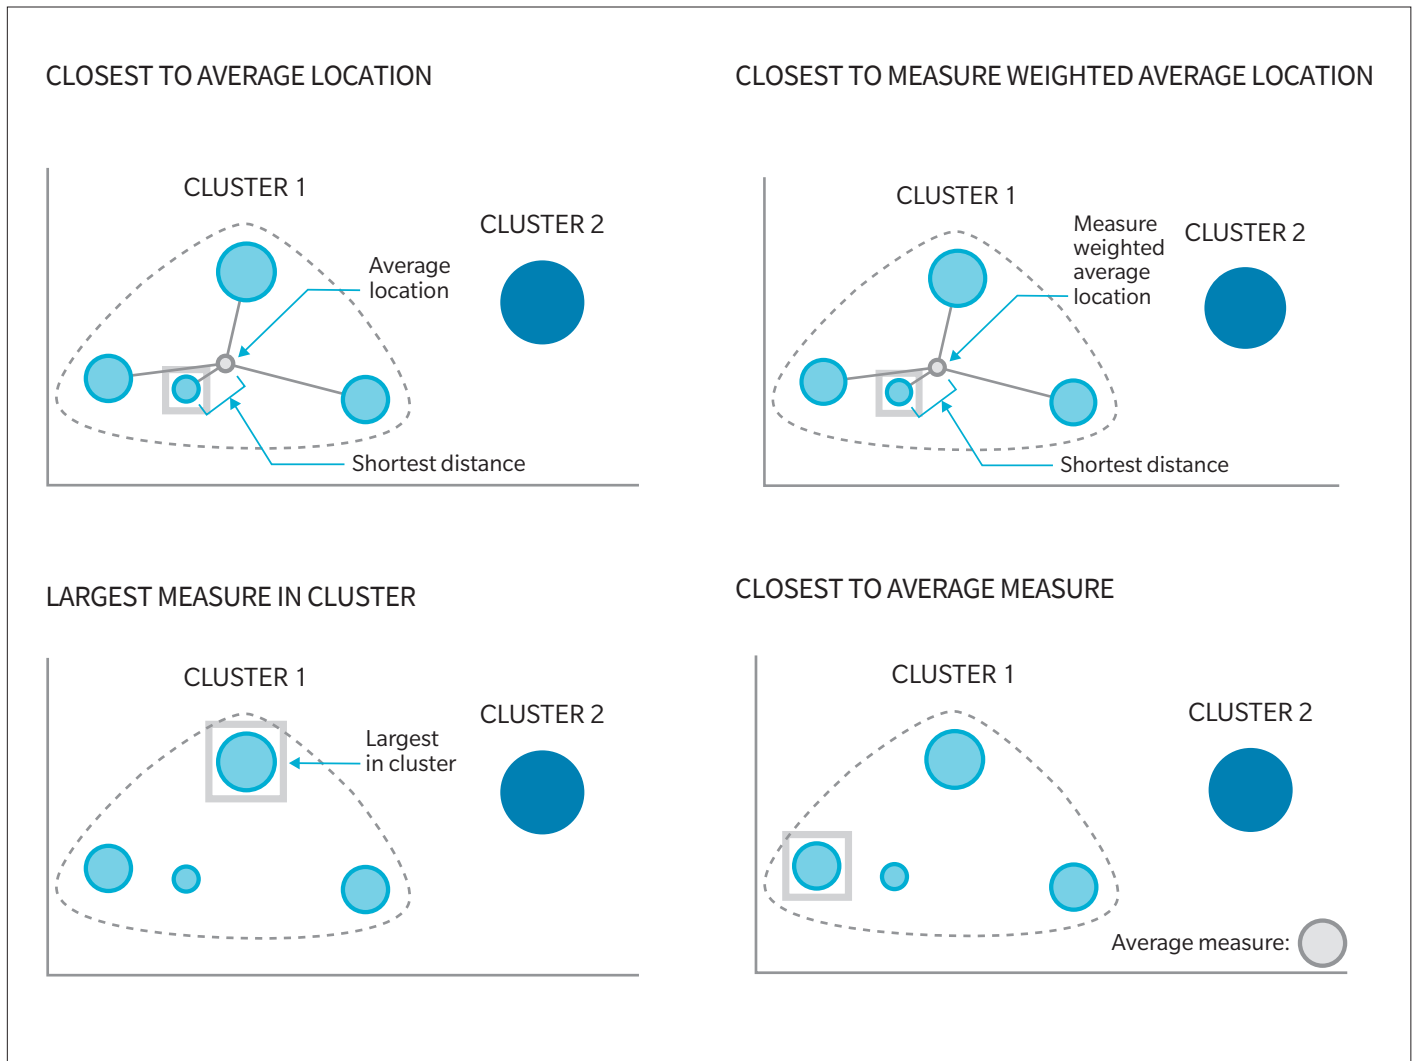 CLOSEST TO AVERAGE LOCATION
CLUSTER 1
CLUSTER 2
Average
location
Shortest distance
CLOSEST TO MEASURE WEIGHTED AVERAGE LOCATION
CLUSTER 1
Measure
weighted
average
location
CLUSTER 2
Shortest distance
LARGEST MEASURE IN CLUSTER
CLUSTER 1
CLUSTER 2
Largest
in cluster
CLOSEST TO AVERAGE MEASURE
CLUSTER 1
CLUSTER 2
Average measure: